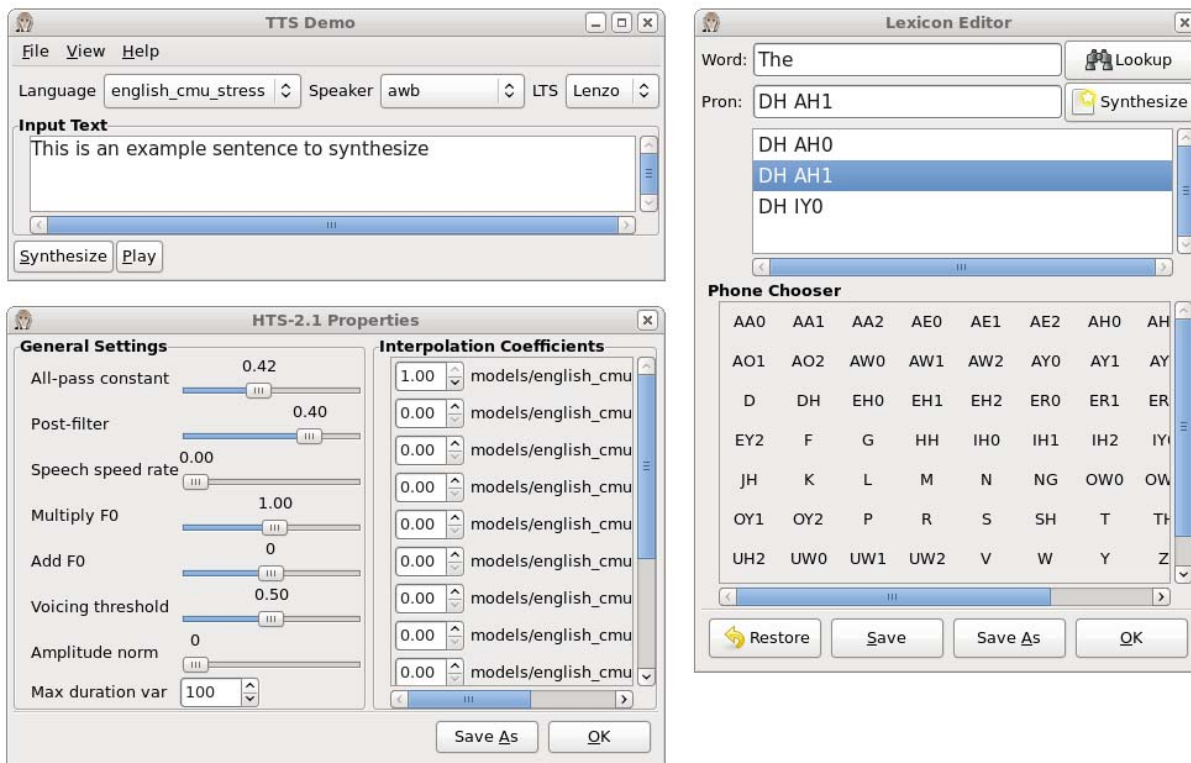 TTS Demo
File View Help
Language english_cmu_stress Speaker awb LTS Lenzo
Input Text
This is an example sentence to synthesize
Synthesize Play
HTS-2.1 Properties
General Settings
All-pass constant 0.42
Post-filter 0.40
Speech speed rate 0.00
Multiply F0 1.00
Add F0 0
Voicing threshold 0.50
Amplitude norm 0
Max duration var 100
Interpolation Coefficients
1.00 models/english_cmu
0.00 models/english_cmu
0.00 models/english_cmu
0.00 models/english_cmu
0.00 models/english_cmu
0.00 models/english_cmu
0.00 models/english_cmu
0.00 models/english_cmu
0.00 models/english_cmu
Save As OK
Lexicon Editor
Word: The Lookup
Pron: DH AH1 Synthesize
DH AH0
DH AH1
DH IY0
Phone Chooser
AA0 AA1 AA2 AE0 AE1 AE2 AH0 AH
AO1 AO2 AW0 AW1 AW2 AY0 AY1 AY
D DH EH0 EH1 EH2 ER0 ER1 ER
EY2 F G HH IH0 IH1 IH2 IY
JH K L M N NG OW0 OW
OY1 OY2 P R S SH T TH
UH2 UW0 UW1 UW2 V W Y Z
Restore Save Save As OK